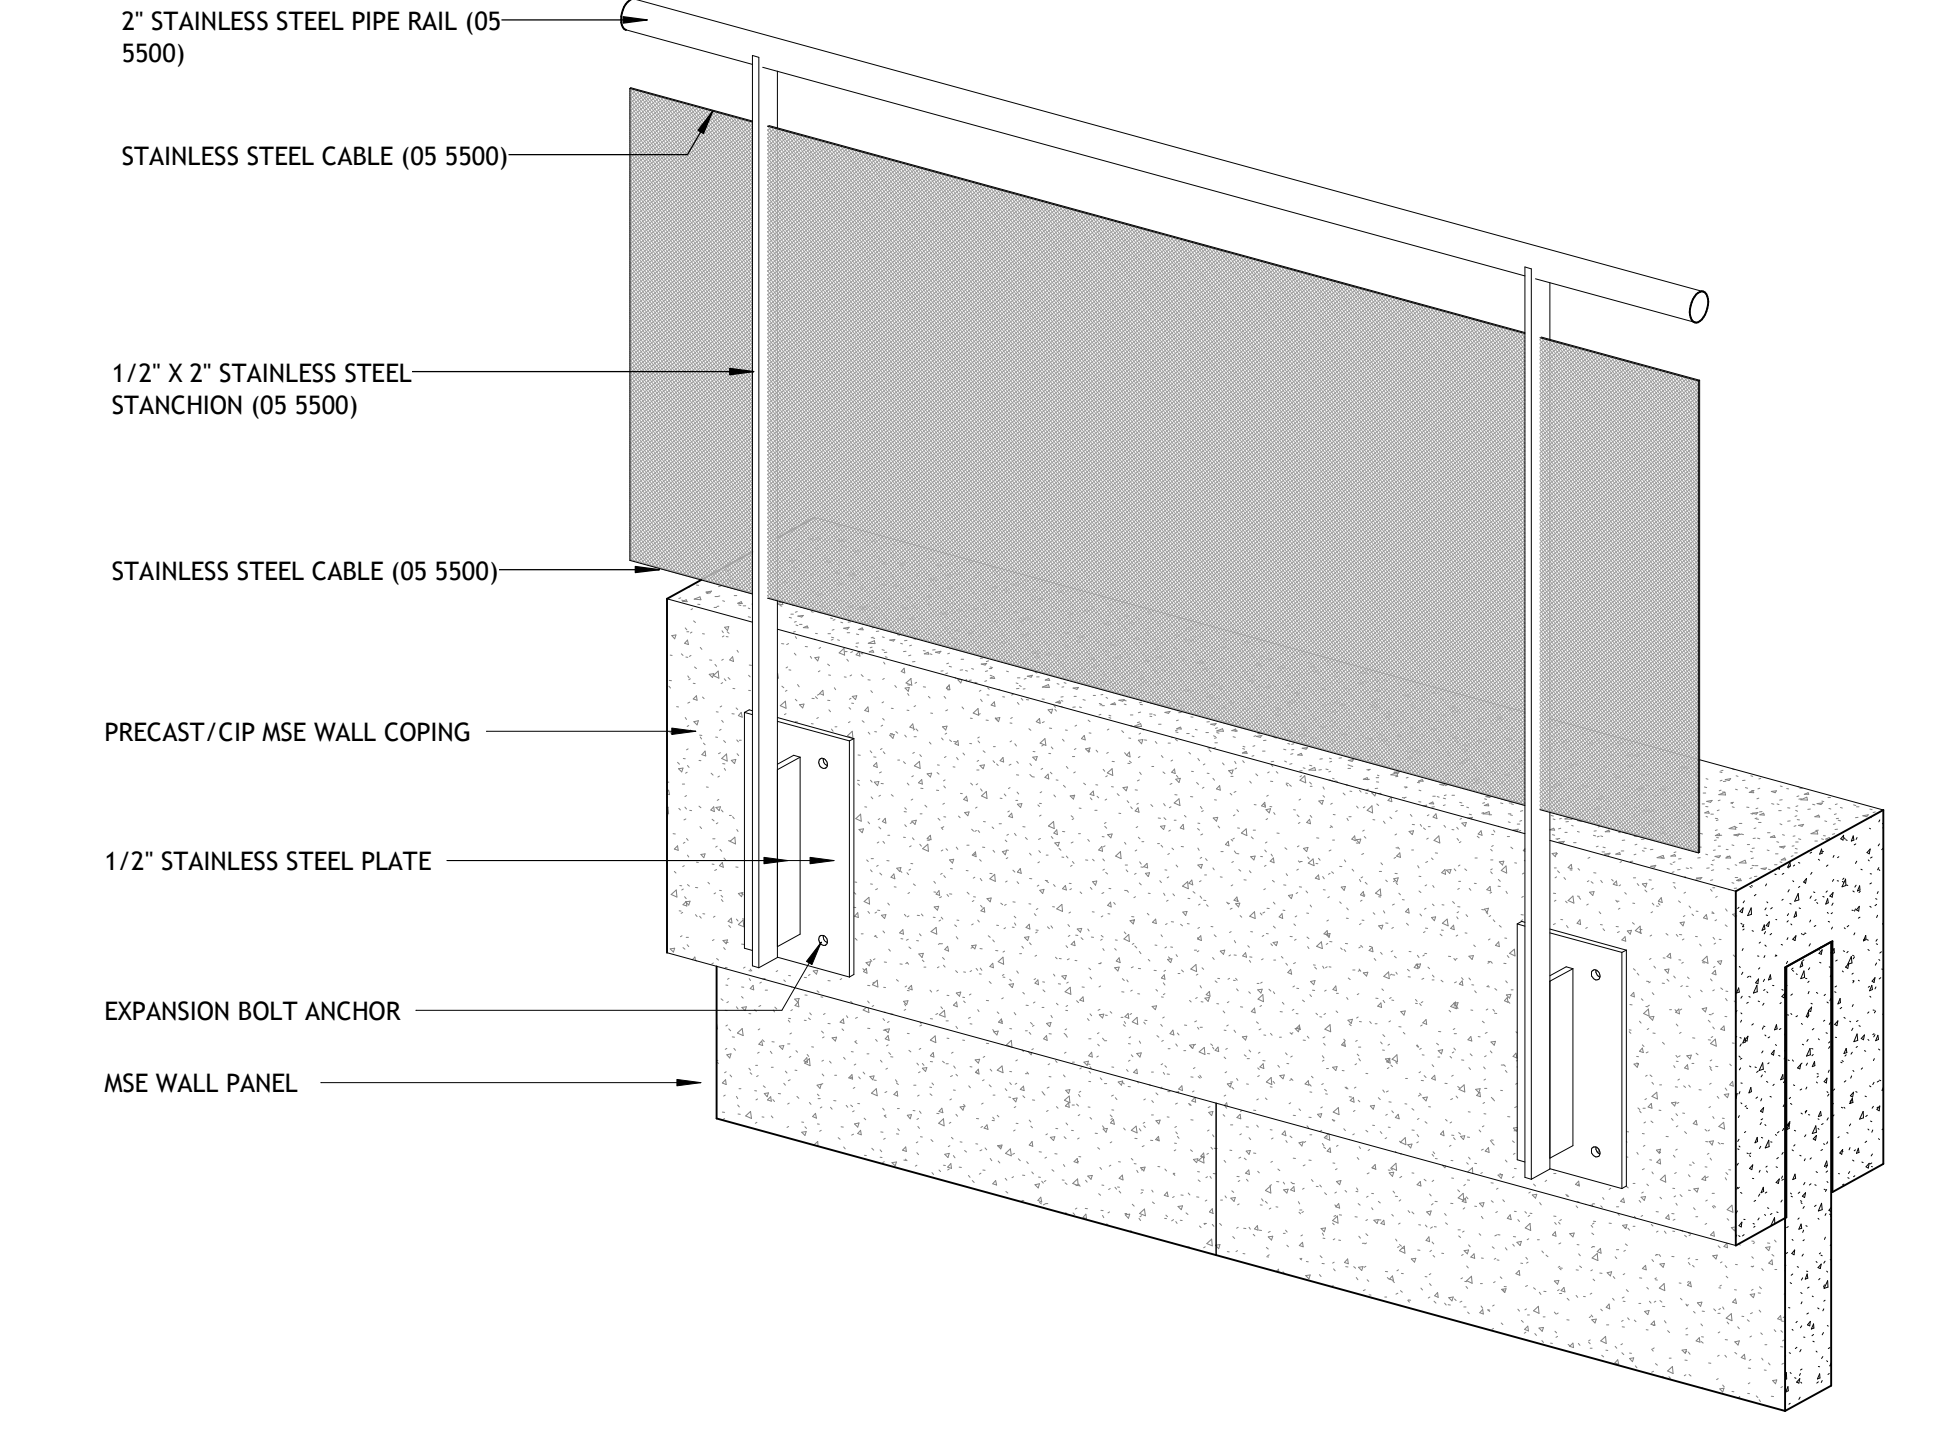 2" STAINLESS STEEL PIPE RAIL (05
5500)
STAINLESS STEEL CABLE (05 5500)
1/2" X 2" STAINLESS STEEL
STANCHION (05 5500)
STAINLESS STEEL CABLE (05 5500)
PRECAST/CIP MSE WALL COPING
1/2" STAINLESS STEEL PLATE
EXPANSION BOLT ANCHOR
MSE WALL PANEL